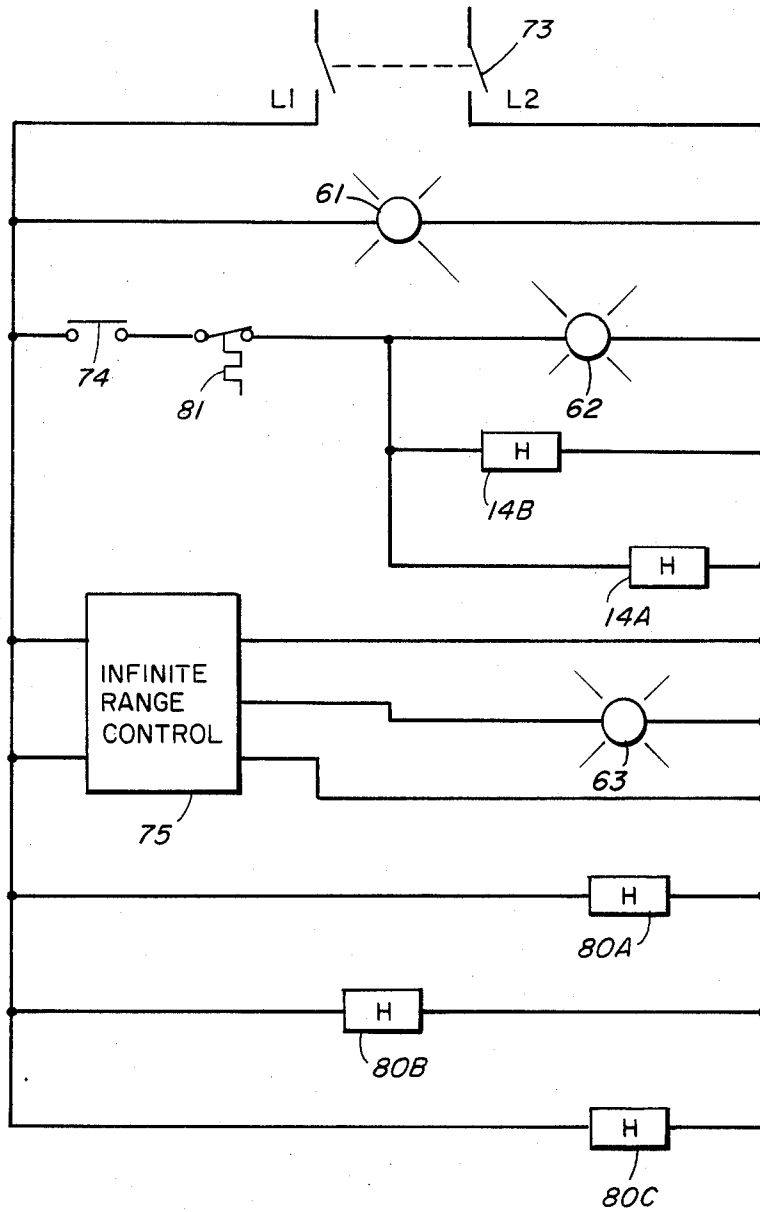 73
L1
L2
61
74
81
62
H
14B
H
14A
INFINITE
RANGE
CONTROL
63
75
H
80A
H
80B
H
80C